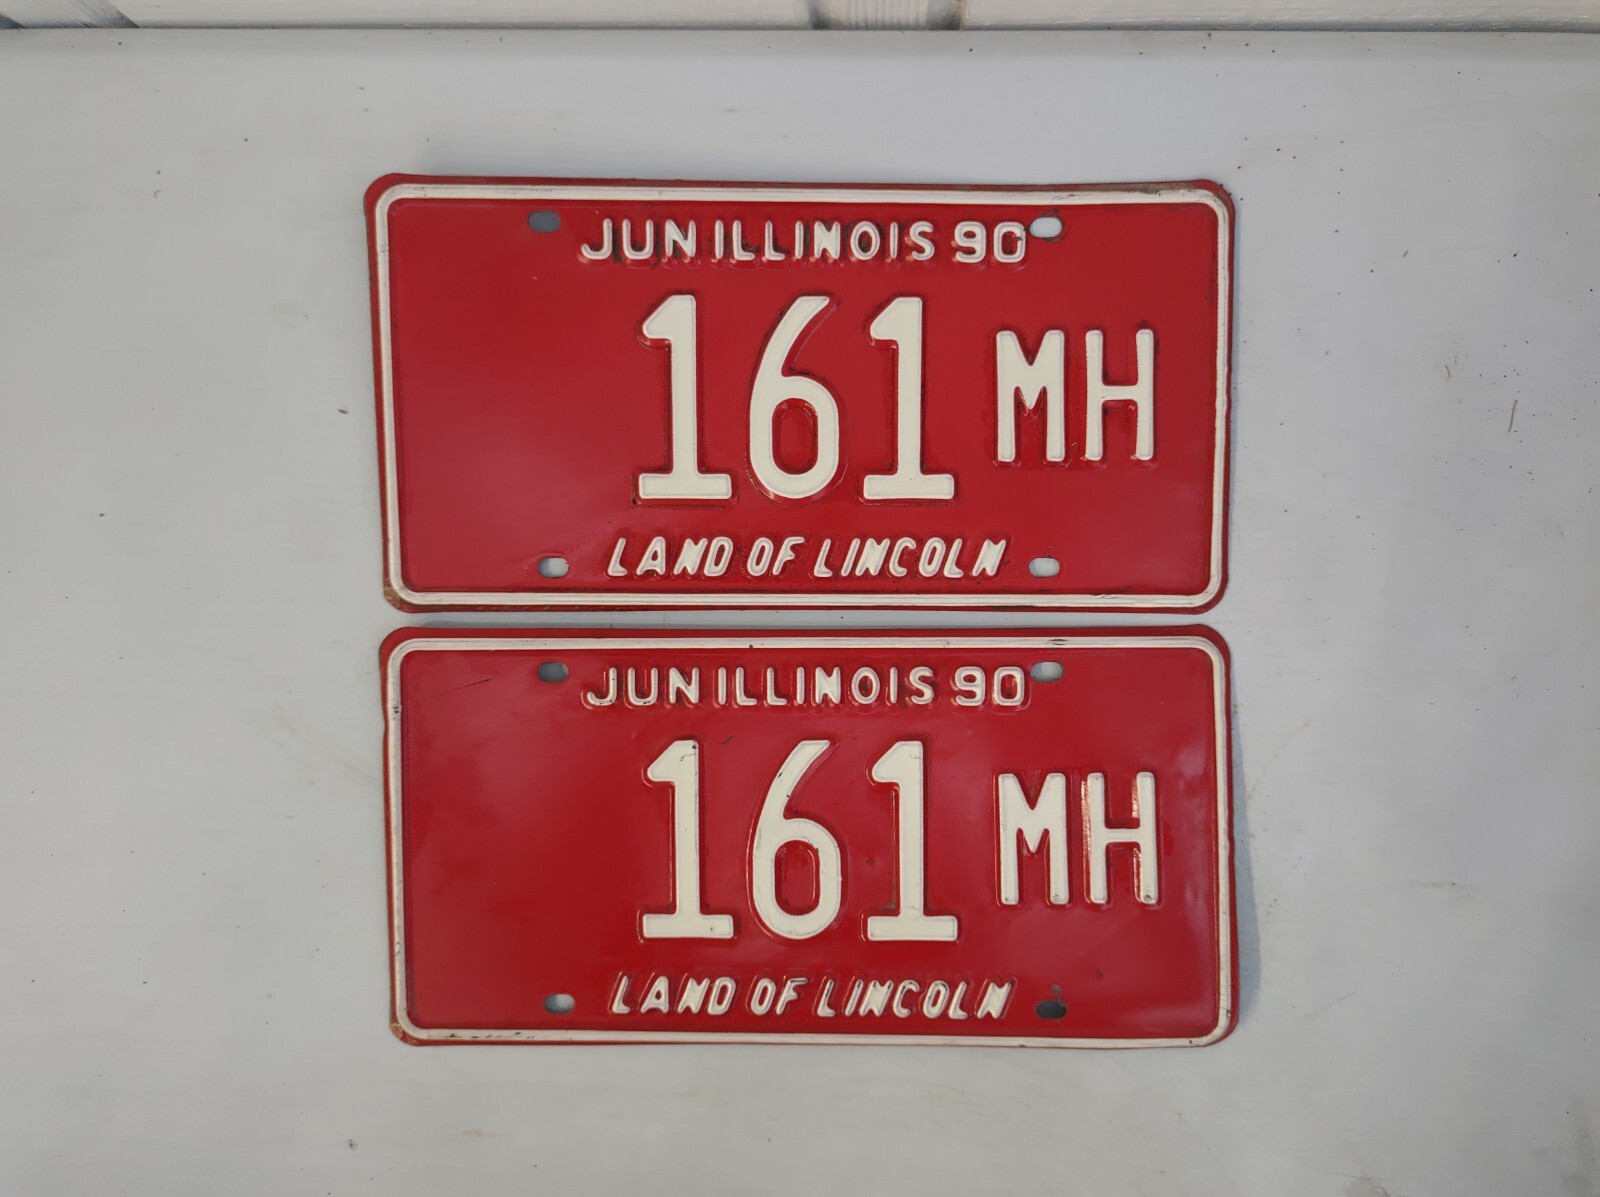 JUN ILLINOIS 90
161 MH
LAND OF LINCOLN
JUN ILLINOIS 90
161 MH
LAND OF LINCOLN